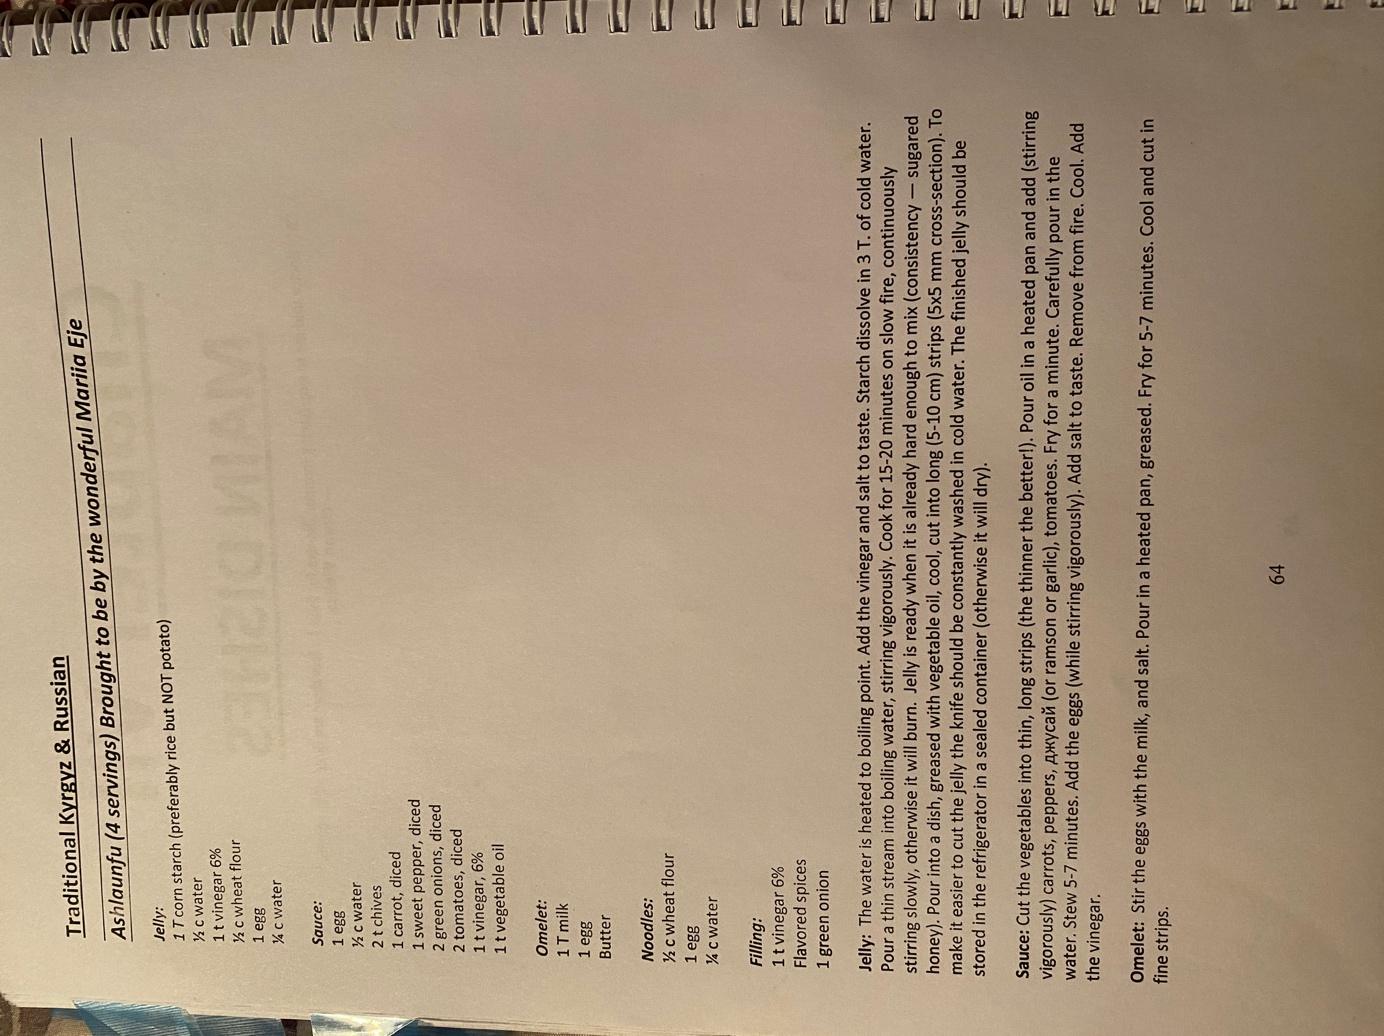 Traditional Kyrgyz & Russian
Ashlaunfu (4 servings) Brought to be by the wonderful Mariia Eje
Jelly:
1 T corn starch (preferably rice but NOT potato)
½ c water
1 t vinegar 6%
½ c wheat flour
1 egg
¼ c water
Sauce:
1 egg
½ c water
2 t chives
1 carrot, diced
1 sweet pepper, diced
2 green onions, diced
2 tomatoes, diced
1 t vinegar, 6%
1 t vegetable oil
Omelet:
1 T milk
1 egg
Butter
Noodles:
½ c wheat flour
1 egg
¼ c water
Filling:
1 t vinegar 6%
Flavored spices
1 green onion
Jelly: The water is heated to boiling point. Add the vinegar and salt to taste. Starch dissolve in 3 T. of cold water.
Pour a thin stream into boiling water, stirring vigorously. Cook for 15-20 minutes on slow fire, continuously
stirring slowly, otherwise it will burn. Jelly is ready when it is already hard enough to mix (consistency — sugared
honey). Pour into a dish, greased with vegetable oil, cool, cut into long (5-10 cm) strips (5x5 mm cross-section). To
make it easier to cut the jelly the knife should be constantly washed in cold water. The finished jelly should be
stored in the refrigerator in a sealed container (otherwise it will dry).
Sauce: Cut the vegetables into thin, long strips (the thinner the better!). Pour oil in a heated pan and add (stirring
vigorously) carrots, peppers, джусай (or ramson or garlic), tomatoes. Fry for a minute. Carefully pour in the
water. Stew 5-7 minutes. Add the eggs (while stirring vigorously). Add salt to taste. Remove from fire. Cool. Add
the vinegar.
Omelet: Stir the eggs with the milk, and salt. Pour in a heated pan, greased. Fry for 5-7 minutes. Cool and cut in
fine strips.
64